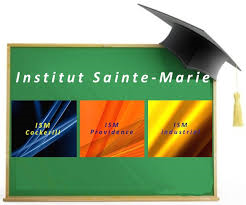 Institut Sainte-Marie
ISM Cockerill
ISM Providence
ISM Industrie